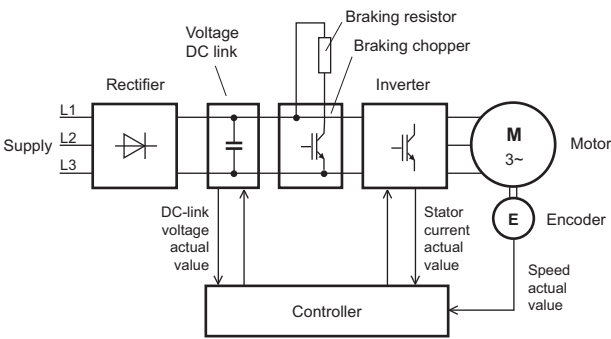 Braking resistor
Voltage
DC link
Braking chopper
Rectifier
Inverter
L1
L2
L3
Supply
M
3~
Motor
E
Encoder
DC-link
voltage
actual
value
Stator
current
actual
value
Speed
actual
value
Controller